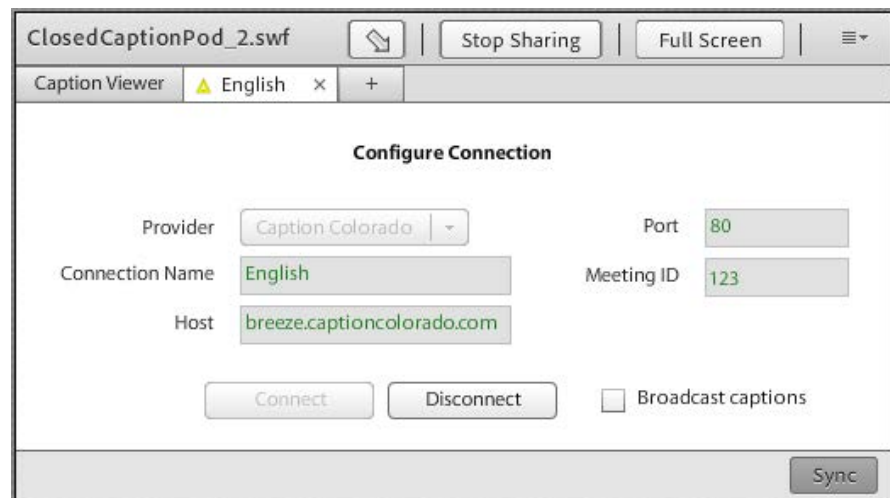 ClosedCaptionPod_2.swf Stop Sharing Full Screen
Caption Viewer English × +
Configure Connection
Provider Caption Colorado Port 80
Connection Name English Meeting ID 123
Host breeze.captioncolorado.com
Connect Disconnect Broadcast captions
Sync